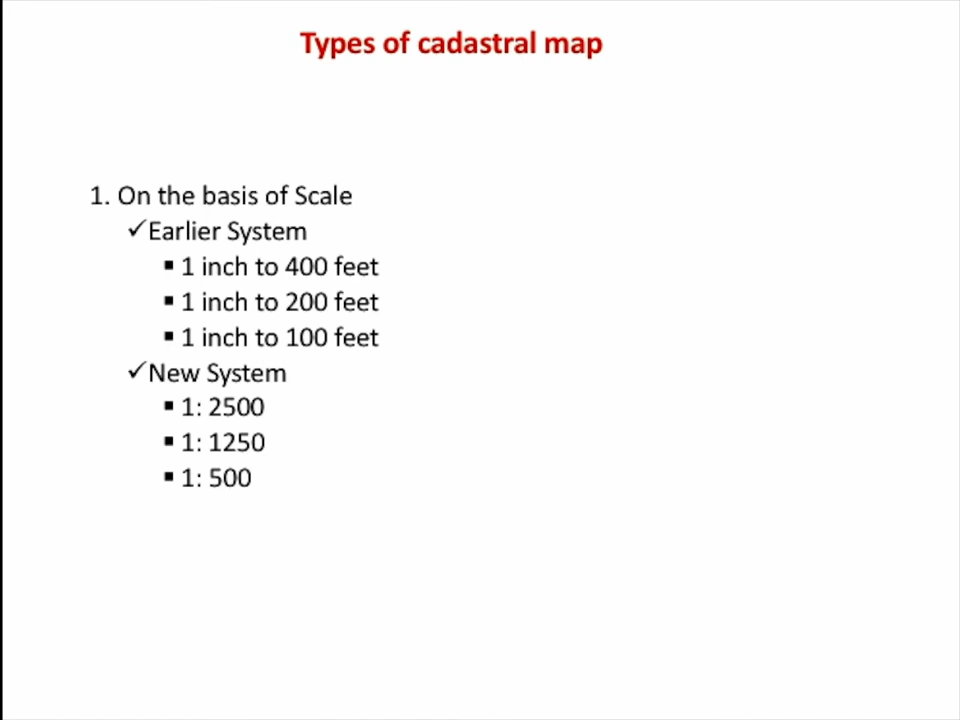 Types of cadastral map
1. On the basis of Scale
✓Earlier System
▪ 1 inch to 400 feet
▪ 1 inch to 200 feet
▪ 1 inch to 100 feet
✓New System
▪ 1: 2500
▪ 1: 1250
▪ 1: 500